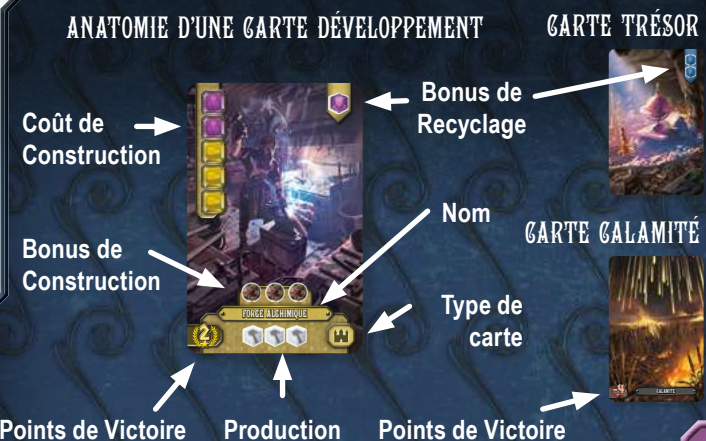 ANATOMIE D'UNE CARTE DÉVELOPPEMENT
CARTE TRÉSOR
Coût de
Construction
Bonus de
Recyclage
Nom
CARTE CALAMITÉ
Bonus de
Construction
Type de
carte
FORGE ALCHIMIQUE
2
CALAMITÉ
Points de Victoire
Production
Points de Victoire